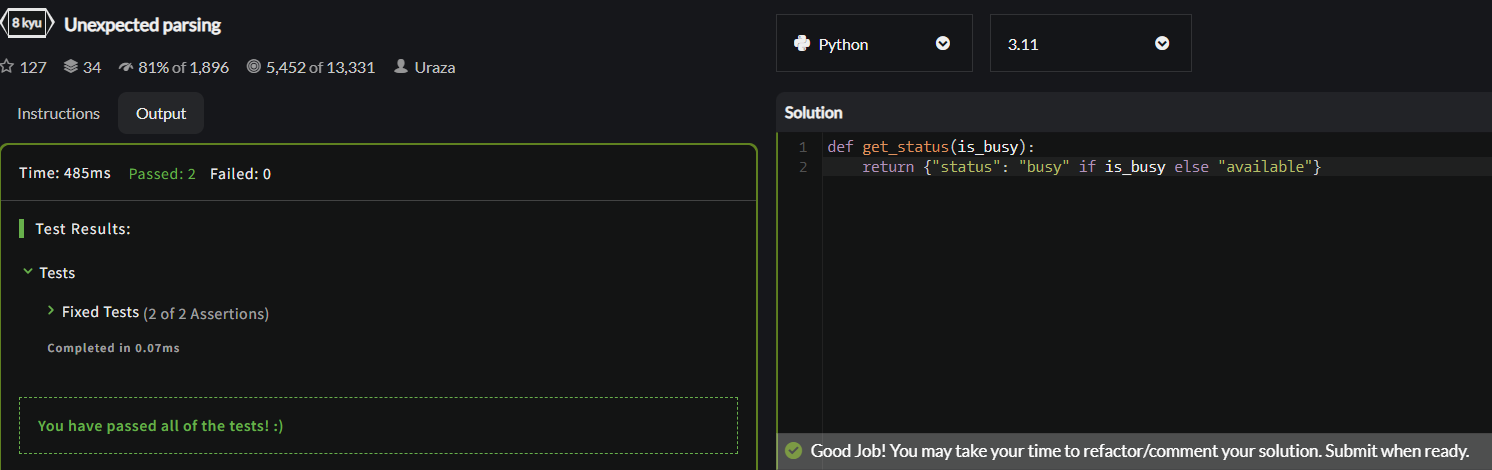 8 kyu Unexpected parsing
127 34 81% of 1,896 5,452 of 13,331 Uraza
Instructions Output
Time: 485ms Passed: 2 Failed: 0
Test Results:
Tests
Fixed Tests (2 of 2 Assertions)
Completed in 0.07ms
You have passed all of the tests! :)
Python 3.11
Solution
1 def get_status(is_busy):
2     return {"status": "busy" if is_busy else "available"}
Good Job! You may take your time to refactor/comment your solution. Submit when ready.